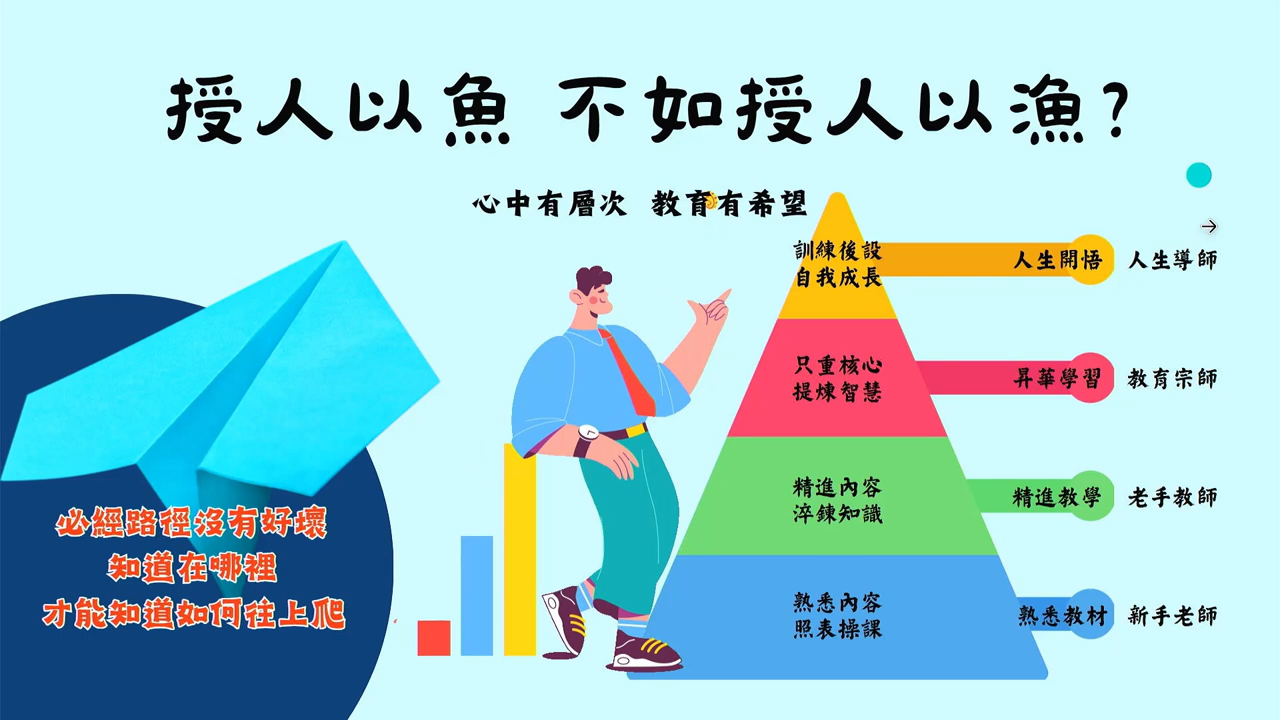 授人以魚 不如授人以漁?
心中有層次 教育有希望
訓練後設
自我成長
人生開悟 人生導師
只重核心
提煉智慧
昇華學習 教育宗師
精進內容
淬鍊知識
精進教學 老手教師
熟悉內容
照表操課
熟悉教材 新手老師
必經路徑沒有好壞
知道在哪裡
才能知道如何往上爬